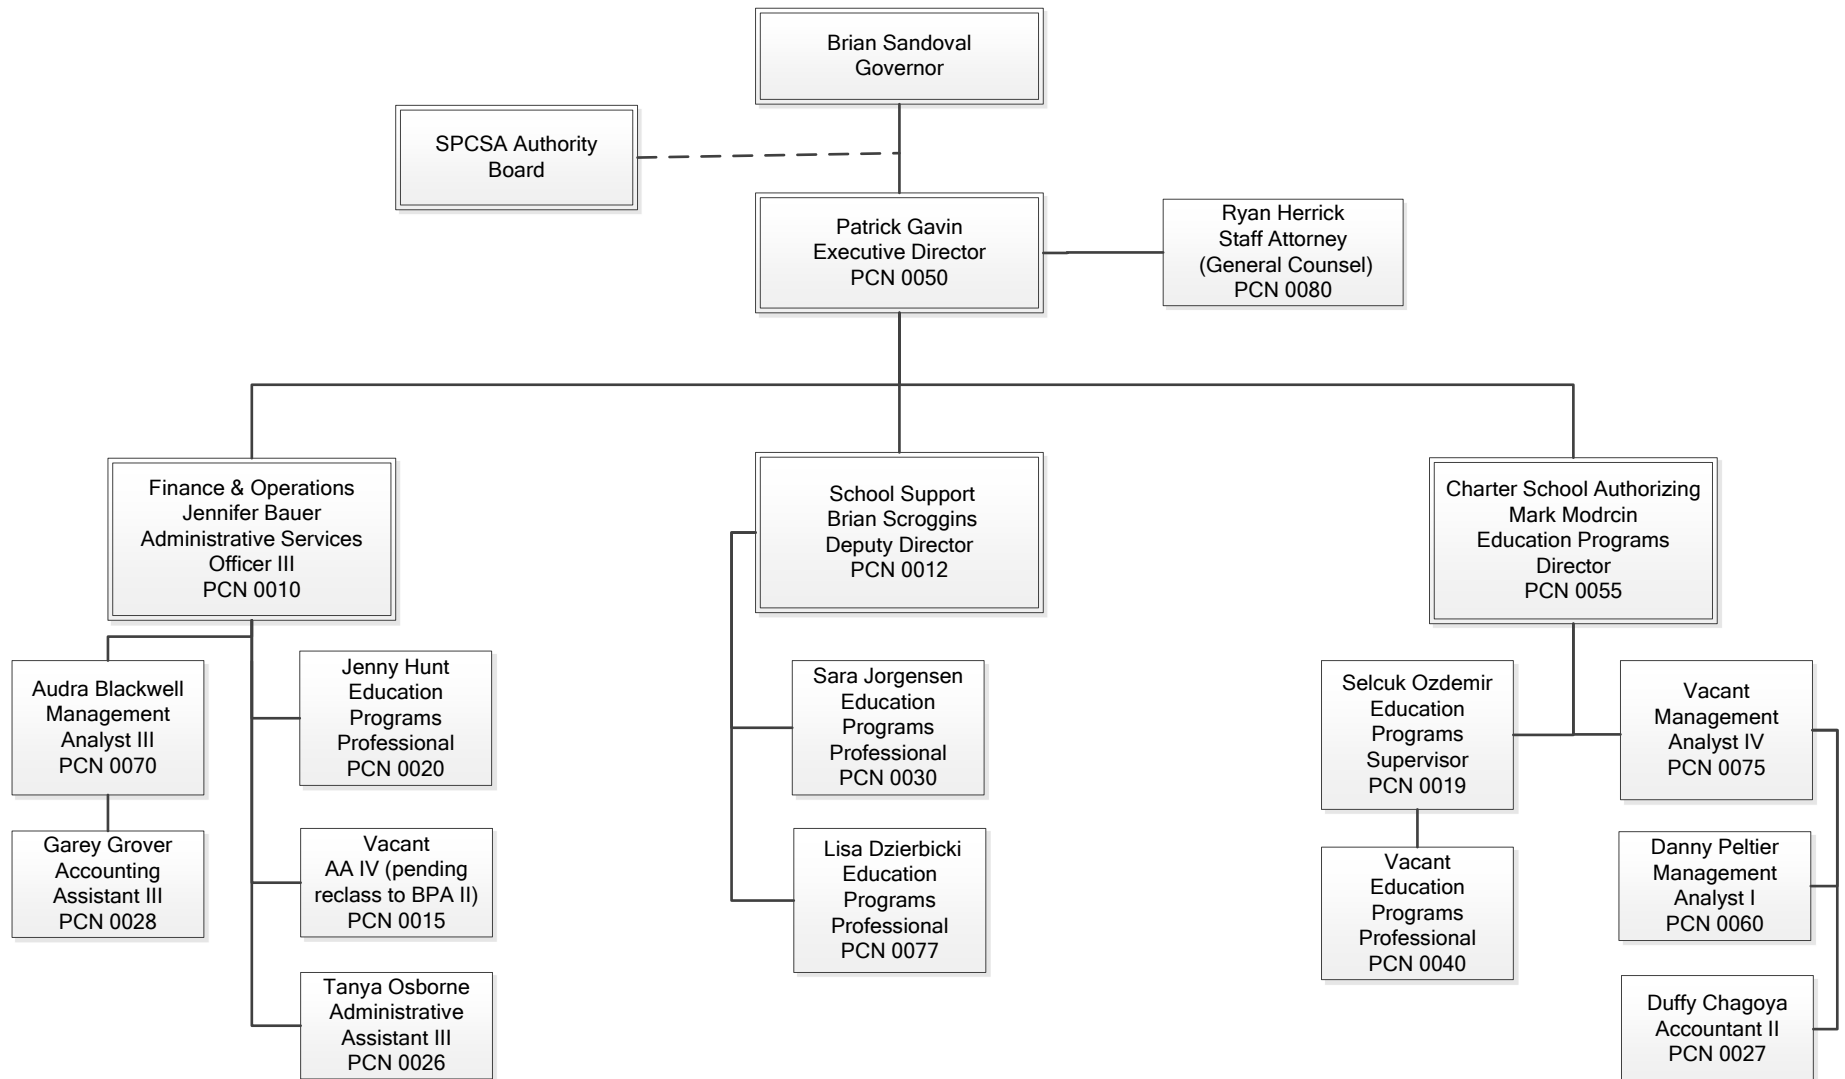 Brian Sandoval
Governor
SPCSA Authority
Board
Patrick Gavin
Executive Director
PCN 0050
Ryan Herrick
Staff Attorney
(General Counsel)
PCN 0080
Finance & Operations
Jennifer Bauer
Administrative Services
Officer III
PCN 0010
School Support
Brian Scroggins
Deputy Director
PCN 0012
Charter School Authorizing
Mark Modrcin
Education Programs
Director
PCN 0055
Audra Blackwell
Management
Analyst III
PCN 0070
Jenny Hunt
Education
Programs
Professional
PCN 0020
Garey Grover
Accounting
Assistant III
PCN 0028
Vacant
AA IV (pending
reclass to BPA II)
PCN 0015
Tanya Osborne
Administrative
Assistant III
PCN 0026
Sara Jorgensen
Education
Programs
Professional
PCN 0030
Lisa Dzierbicki
Education
Programs
Professional
PCN 0077
Selcuk Ozdemir
Education
Programs
Supervisor
PCN 0019
Vacant
Education
Programs
Professional
PCN 0040
Vacant
Management
Analyst IV
PCN 0075
Danny Peltier
Management
Analyst I
PCN 0060
Duffy Chagoya
Accountant II
PCN 0027